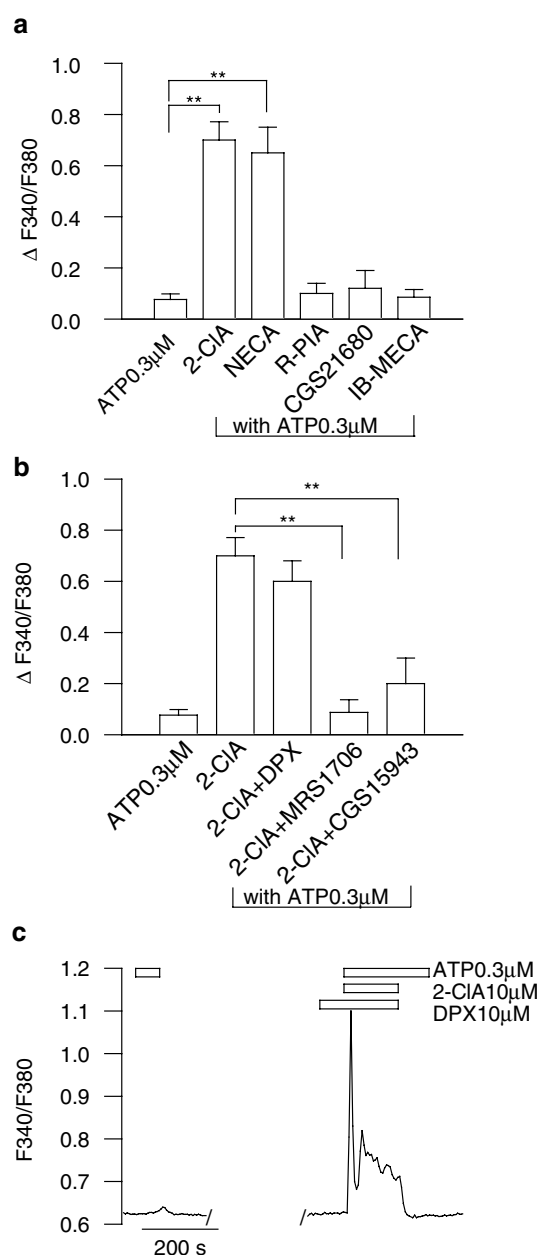 a
1.0
0.8
0.6
0.4
0.2
0.0
Δ F340/F380
**
**
ATP0.3μM
2-ClA
NECA
R-PIA
CGS21680
IB-MECA
with ATP0.3μM
b
1.0
0.8
0.6
0.4
0.2
0.0
Δ F340/F380
**
**
ATP0.3μM
2-ClA
2-ClA+DPX
2-ClA+MRS1706
2-ClA+CGS15943
with ATP0.3μM
c
1.2
1.1
1.0
0.9
0.8
0.7
0.6
F340/F380
ATP0.3μM
2-ClA10μM
DPX10μM
200 s